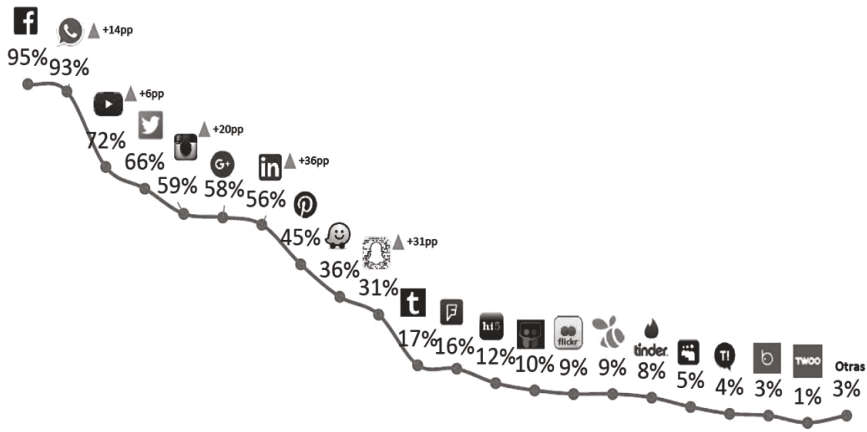 +14pp
95%
93%
+6pp
72%
66%
+20pp
59%
G+
58%
in
+36pp
56%
45%
36%
+31pp
31%
t
17%
16%
hi5
12%
10%
flickr
9%
9%
tinder
8%
5%
T!
4%
3%
TWOO
1%
Otras
3%